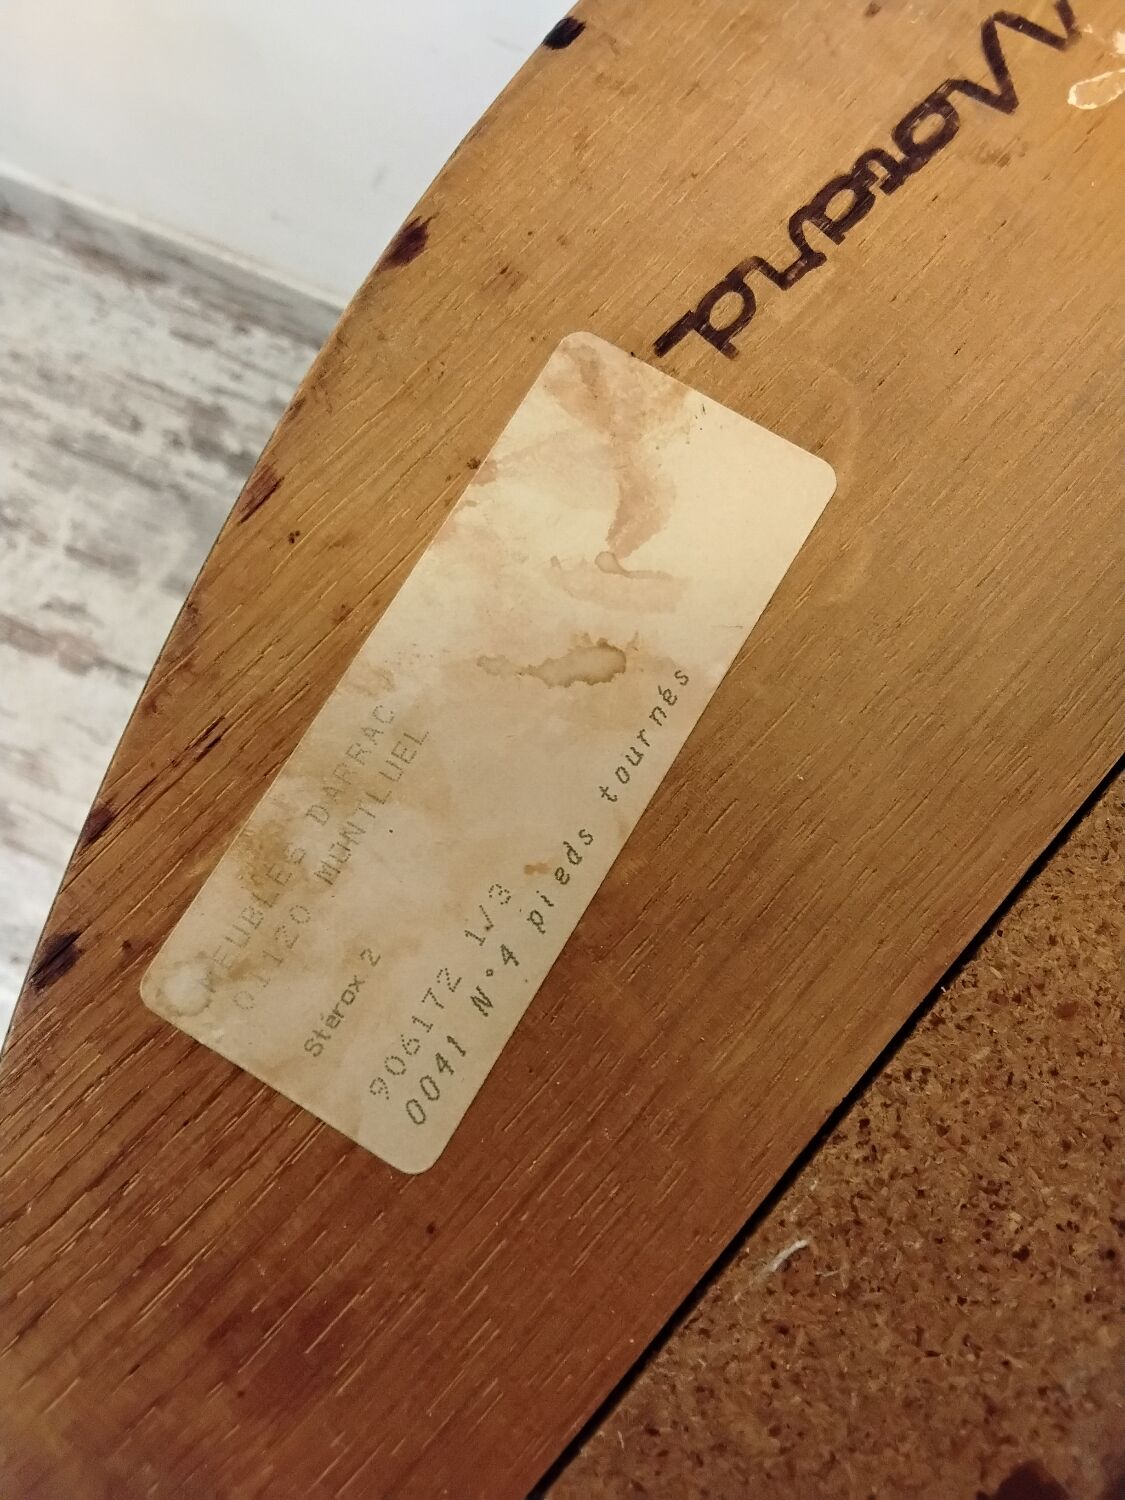 MEUBLES DARRAC
01120 MONTLUEL
Stérox 2
906172 1/3
0041 N°4 pieds tournés